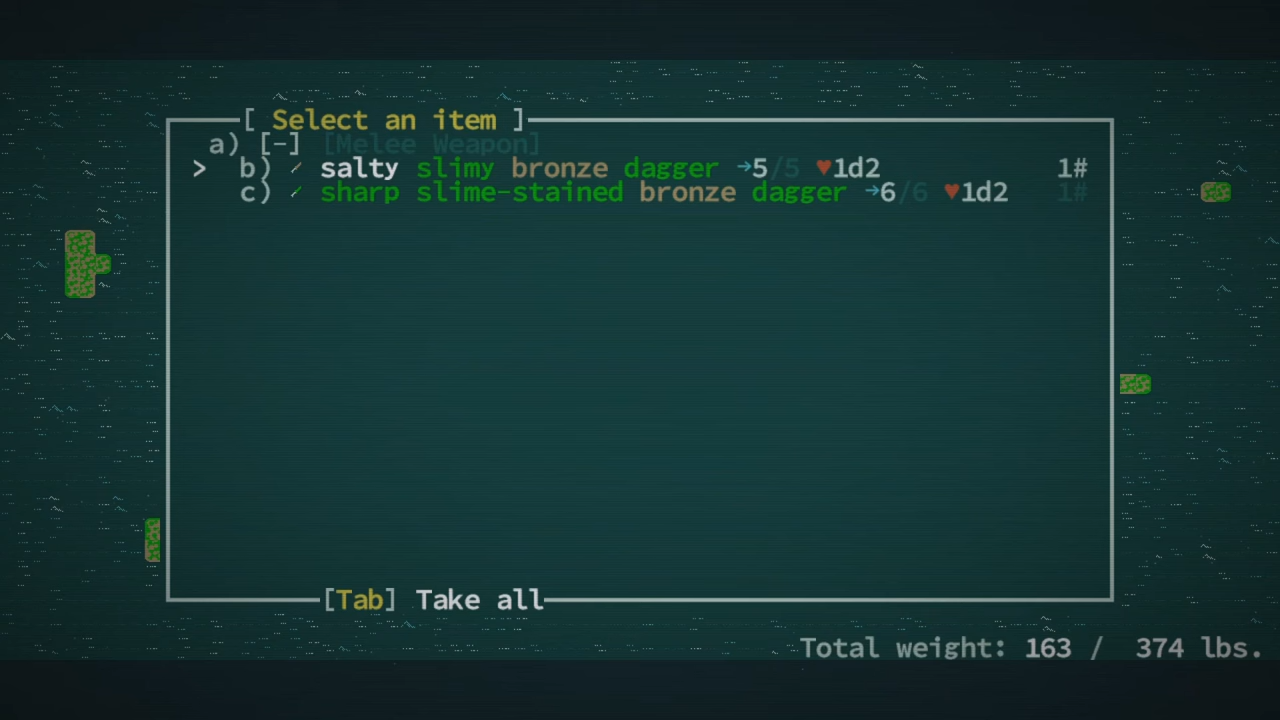 [ Select an item ]
a) [-] [Melee Weapon]
> b) salty slimy bronze dagger →5/5 ♥1d2 1#
c) sharp slime-stained bronze dagger →6/6 ♥1d2 1#
[Tab] Take all
Total weight: 163 / 374 lbs.